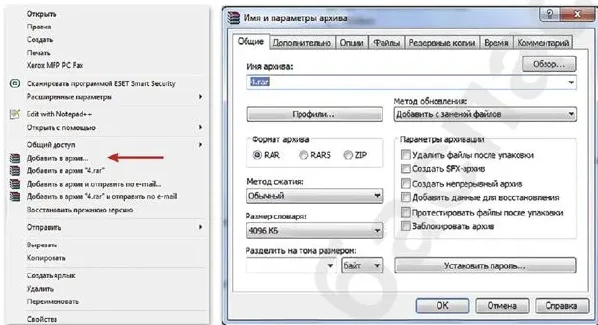 Открыть
Правка
Создать
Печать
Xerox MFP PC Fax
Сканировать программой ESET Smart Security
Расширенные параметры
Edit with Notepad++
Открыть с помощью
Общий доступ
Добавить в архив...
Добавить в архив "4.rar"
Добавить в архив и отправить по e-mail...
Добавить в архив "4.rar" и отправить по e-mail
Восстановить прежнюю версию
Отправить
Вырезать
Копировать
Создать ярлык
Удалить
Переименовать
Свойства
Имя и параметры архива
Общие
Дополнительно
Опции
Файлы
Резервные копии
Время
Комментарий
Имя архива:
Обзор...
4.rar
Профили...
Метод обновления:
Добавить с заменой файлов
Формат архива
RAR
RAR5
ZIP
Метод сжатия:
Обычный
Размер словаря:
4096 КБ
Разделить на тома размером:
байт
Параметры архивации
Удалить файлы после упаковки
Создать SFX-архив
Создать непрерывный архив
Добавить данные для восстановления
Протестировать файлы после упаковки
Заблокировать архив
Установить пароль...
ОК
Отмена
Справка